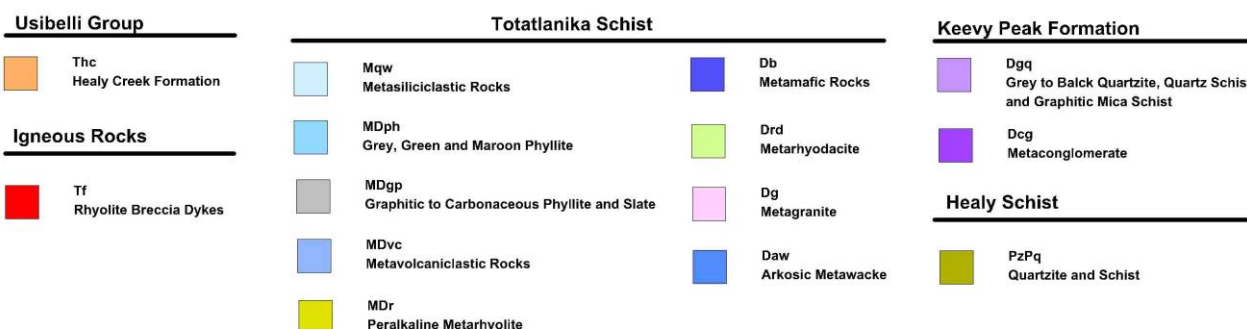 Usibelli Group
Thc
Healy Creek Formation
Igneous Rocks
Tf
Rhyolite Breccia Dykes
Totatlanika Schist
Mqw
Metasiliciclastic Rocks
MDph
Grey, Green and Maroon Phyllite
MDgp
Graphitic to Carbonaceous Phyllite and Slate
MDvc
Metavolcaniclastic Rocks
MDr
Peralkaline Metarhyolite
Db
Metamafic Rocks
Drd
Metarhyodacite
Dg
Metagranite
Daw
Arkosic Metawacke
Keevy Peak Formation
Dgq
Grey to Balck Quartzite, Quartz Schis
and Graphitic Mica Schist
Dcg
Metaconglomerate
Healy Schist
PzPq
Quartzite and Schist